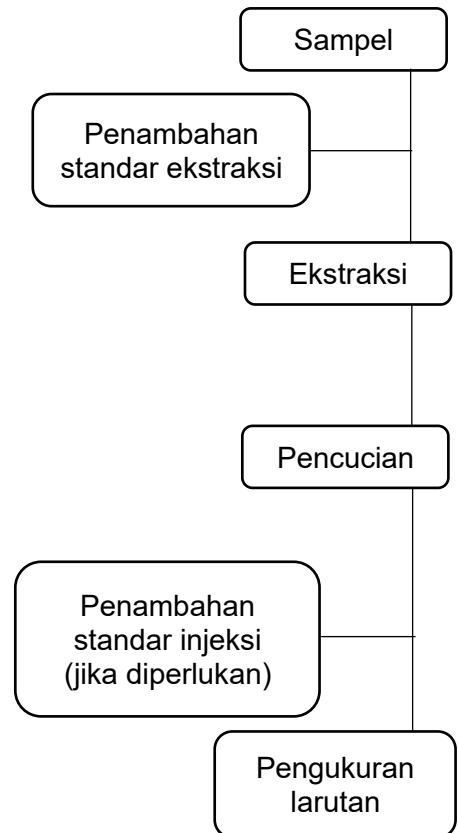 Sampel
Penambahan
standar ekstraksi
Ekstraksi
Pencucian
Penambahan
standar injeksi
(jika diperlukan)
Pengukuran
larutan